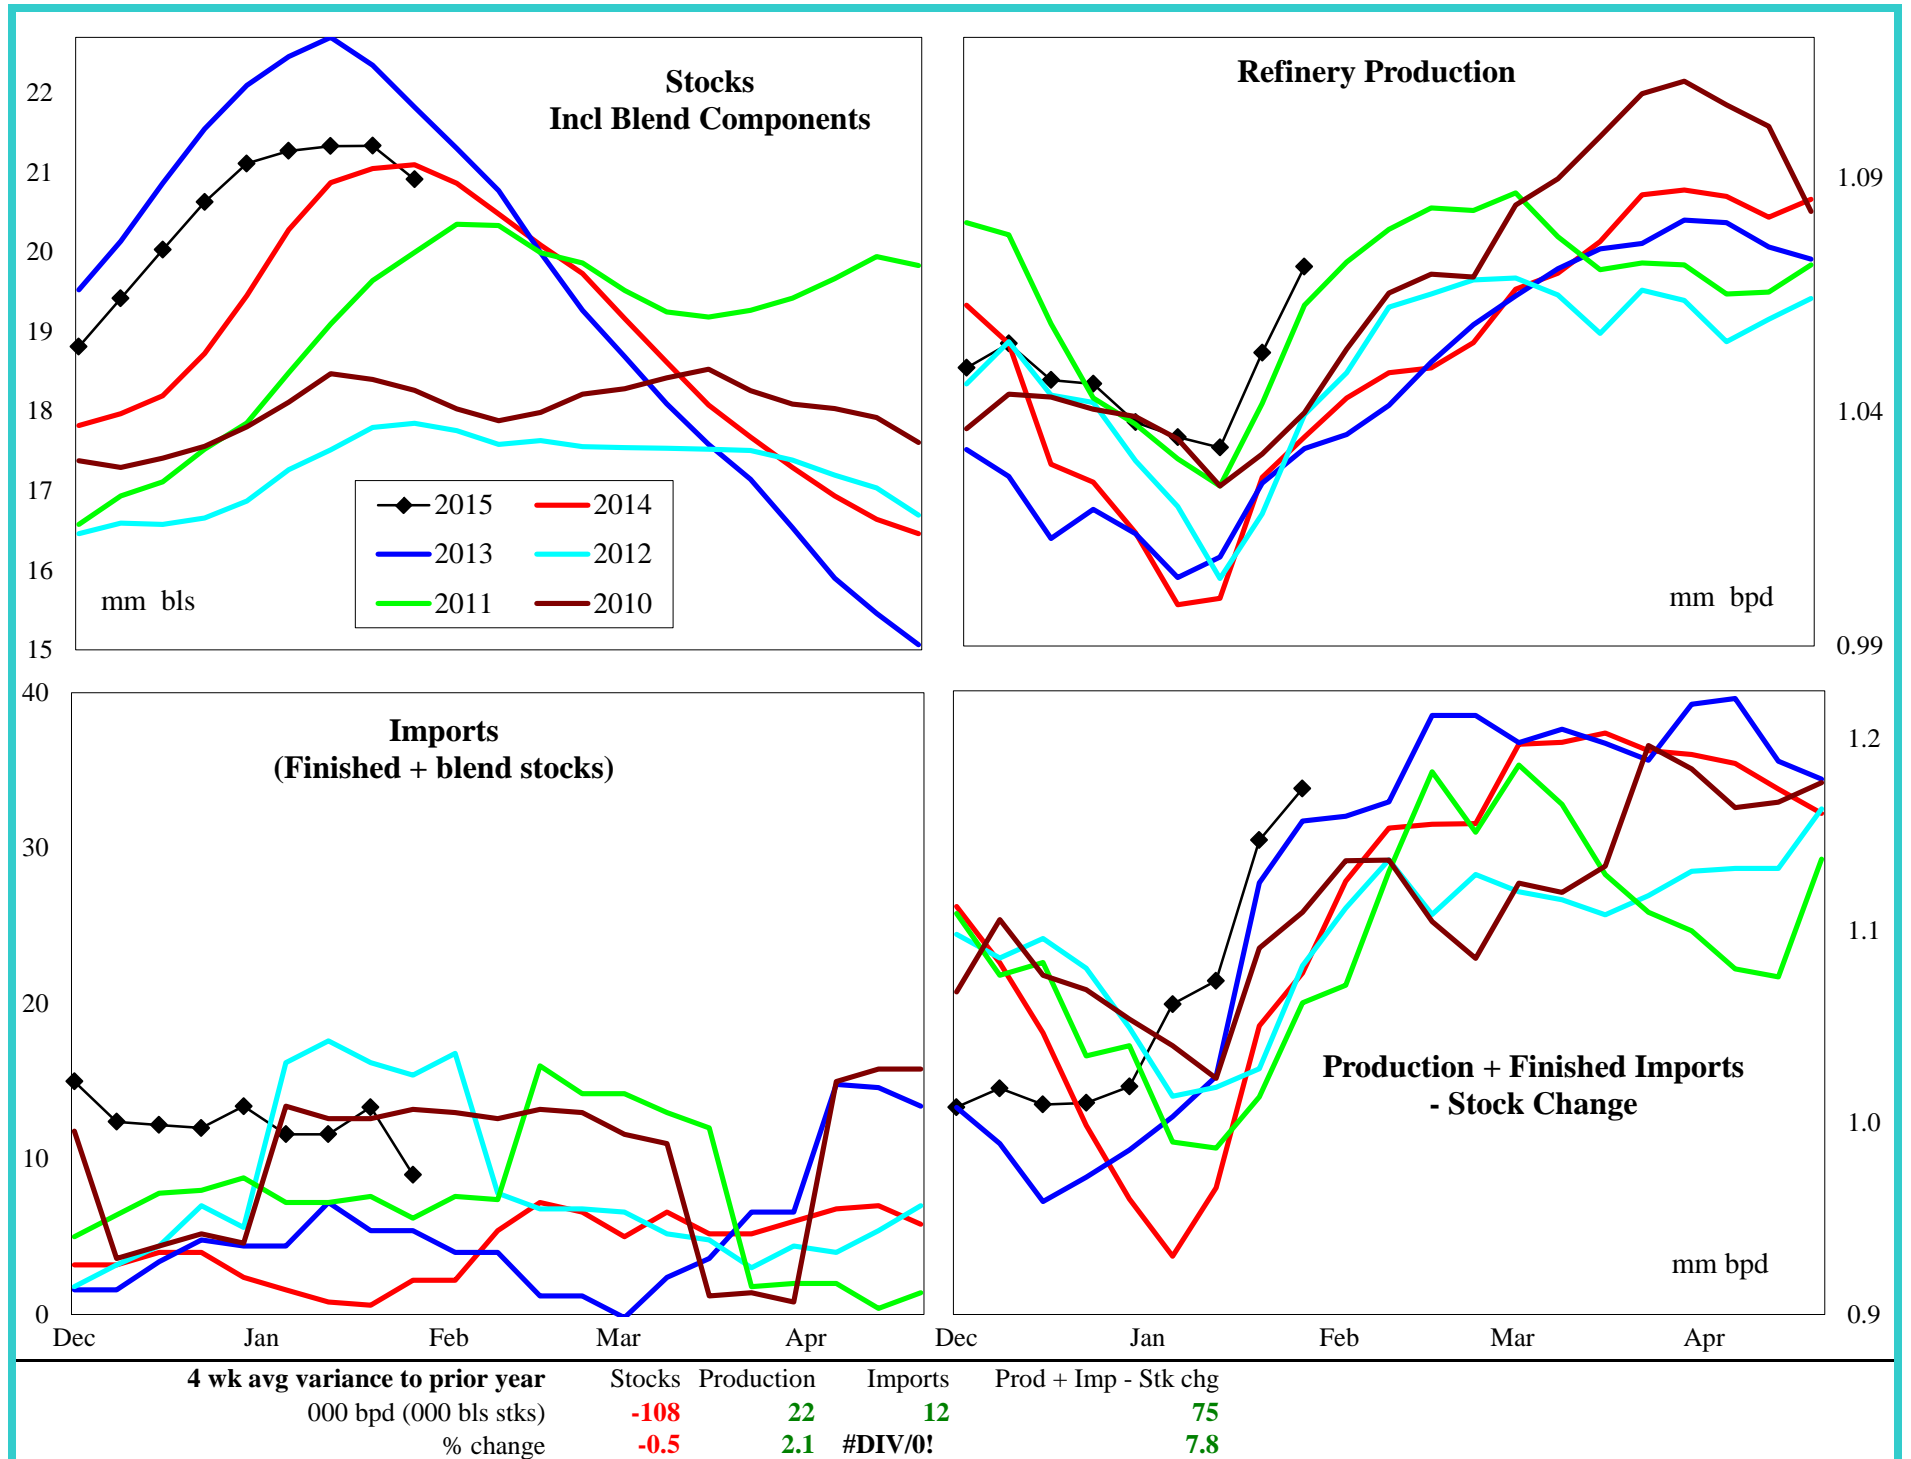 Stocks
Incl Blend Components
22
21
20
19
18
17
16
15
mm bls
2015 2014
2013 2012
2011 2010
Refinery Production
1.09
1.04
0.99
mm bpd
Imports
(Finished + blend stocks)
40
30
20
10
0
Dec Jan Feb Mar Apr
Production + Finished Imports
- Stock Change
1.2
1.1
1.0
0.9
mm bpd
Dec Jan Feb Mar Apr
4 wk avg variance to prior year Stocks Production Imports Prod + Imp - Stk chg
000 bpd (000 bls stks) -108 22 12 75
% change -0.5 2.1 #DIV/0! 7.8